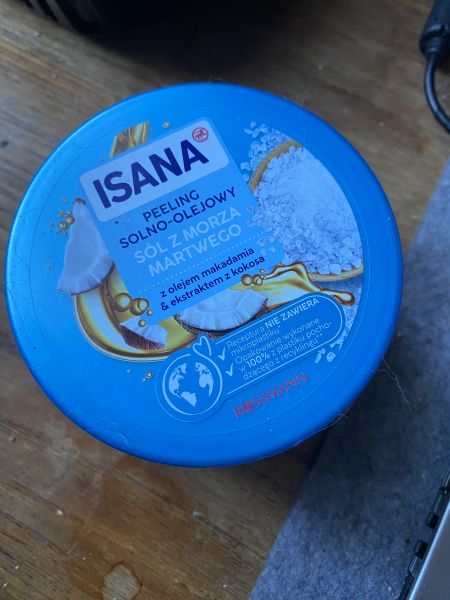 ISANA
PEELING
SOLNO-OLEJOWY
SÓL Z MORZA
MARTWEGO
z olejem makadamia
& ekstraktem z kokosa
Receptura NIE ZAWIERA
mikroplastiku
Opakowanie wykonane
w 100% z plastiku pocho-
dzącego z recyklingu
ROSSMANN